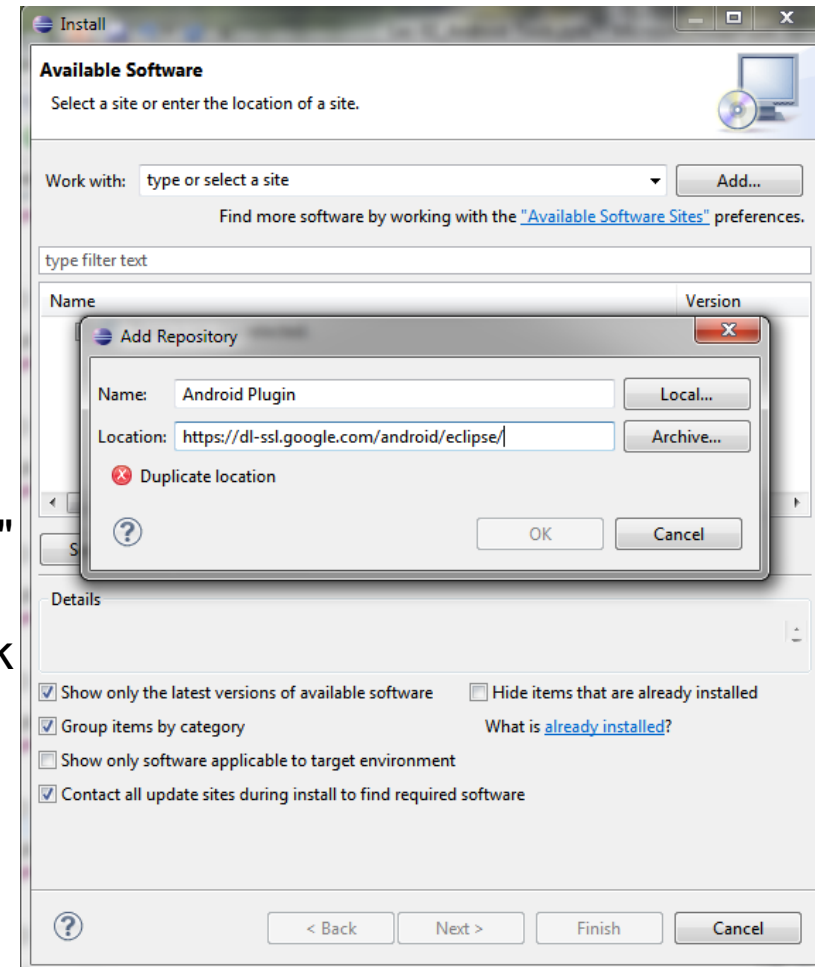 Install
Available Software
Select a site or enter the location of a site.
Work with: type or select a site Add...
Find more software by working with the "Available Software Sites" preferences.
type filter text
Name Version
Add Repository
Name: Android Plugin Local...
Location: https://dl-ssl.google.com/android/eclipse/ Archive...
Duplicate location
"
OK Cancel
S
Details
k
Show only the latest versions of available software Hide items that are already installed
Group items by category What is already installed?
Show only software applicable to target environment
Contact all update sites during install to find required software
< Back Next > Finish Cancel